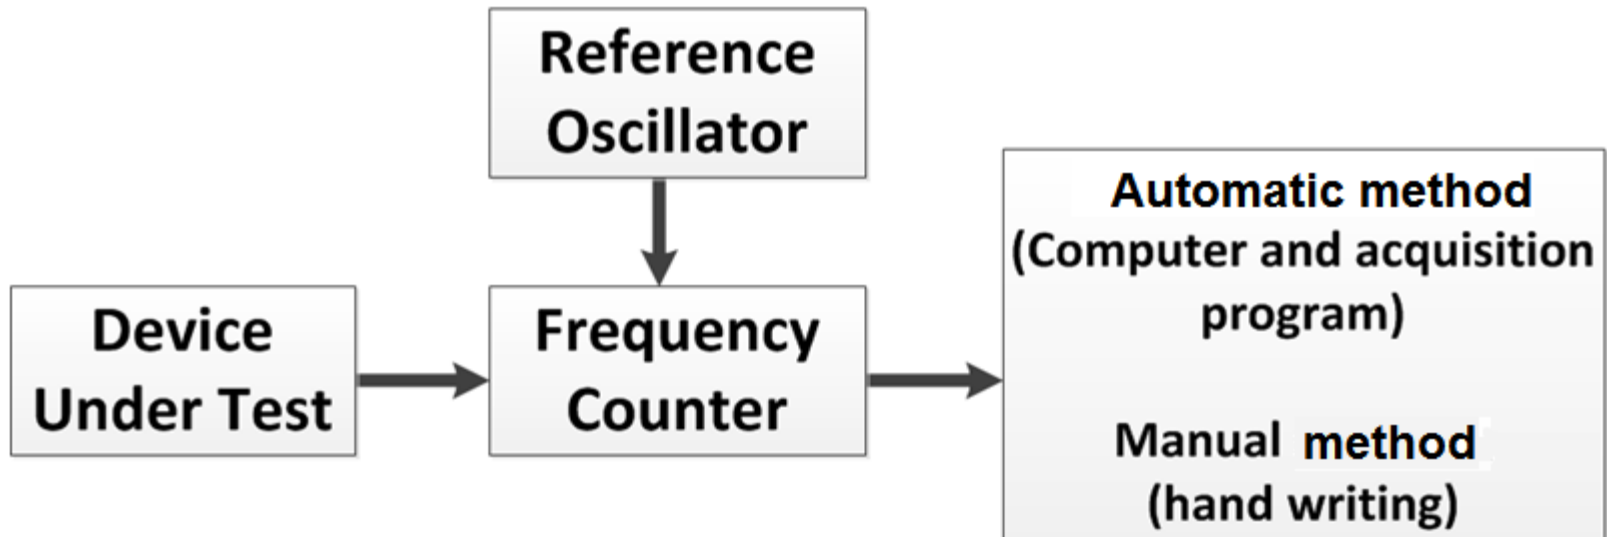 Reference
Oscillator
Device
Under Test
Frequency
Counter
Automatic method
(Computer and acquisition
program)
Manual method
(hand writing)